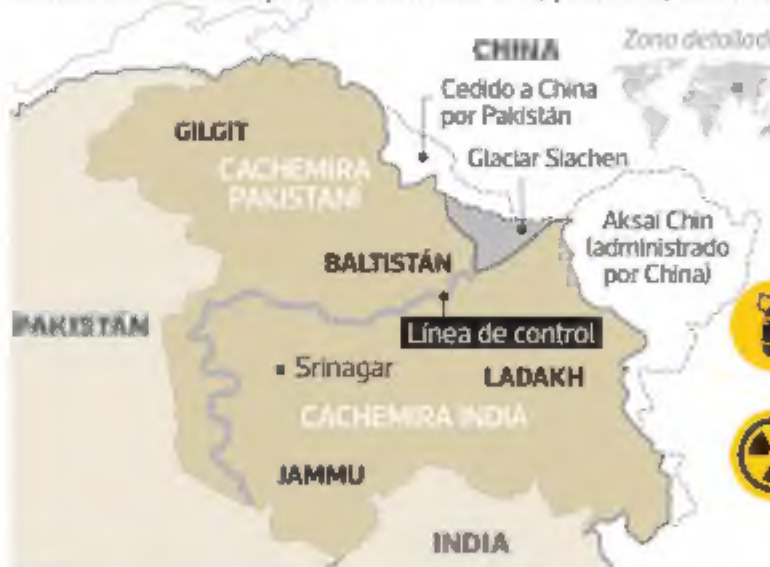 CHINA
Zona detallada
Cedido a China
por Pakistán
GILGIT
CACHEMIRA
PAKISTANÍ
Glaciar Siachen
Aksai Chin
(administrado
por China)
BALTISTÁN
PAKISTÁN
Línea de control
Srinagar
LADAKH
CACHEMIRA INDIA
JAMMU
INDIA